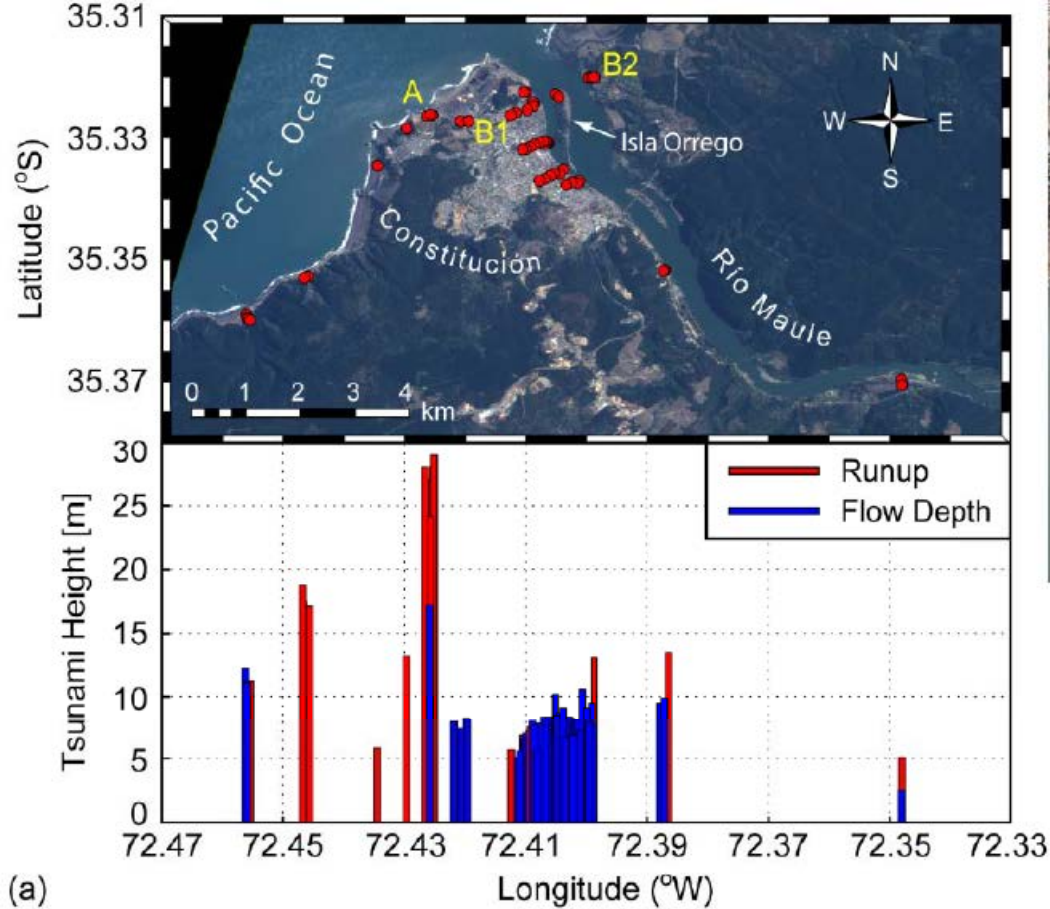 35.31
35.33
35.35
35.37
Latitude (°S)
Pacific Ocean
A
B1
B2
Isla Orrego
N
W E
S
Constitución
Río Maule
0 1 2 3 4
km
30
25
20
15
10
5
0
Tsunami Height [m]
Runup
Flow Depth
72.47 72.45 72.43 72.41 72.39 72.37 72.35 72.33
(a)
Longitude (°W)